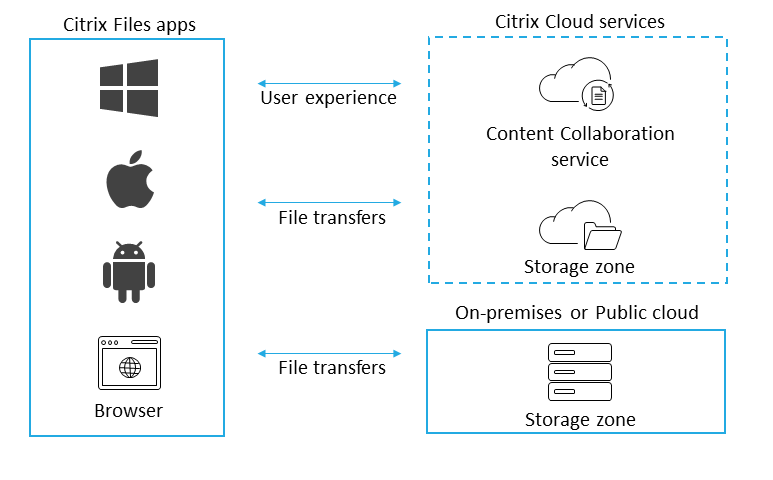 Citrix Files apps
Citrix Cloud services
User experience
Content Collaboration
service
File transfers
Storage zone
On-premises or Public cloud
File transfers
Browser
Storage zone